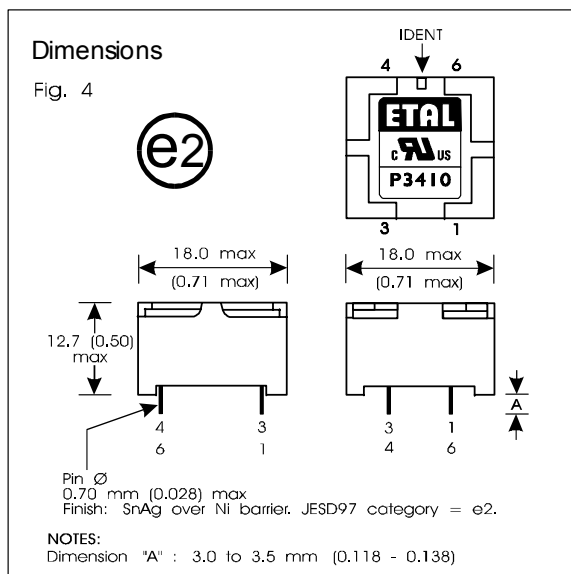 Dimensions
Fig. 4
IDENT
4 6
e2
ETAL
C RU US
P3410
3 1
18.0 max
(0.71 max)
18.0 max
(0.71 max)
12.7 (0.50)
max
A
4 3
6 1
3 1
4 6
Pin Ø
0.70 mm (0.028) max
Finish: SnAg over Ni barrier. JESD97 category = e2.
NOTES:
Dimension "A" : 3.0 to 3.5 mm (0.118 - 0.138)